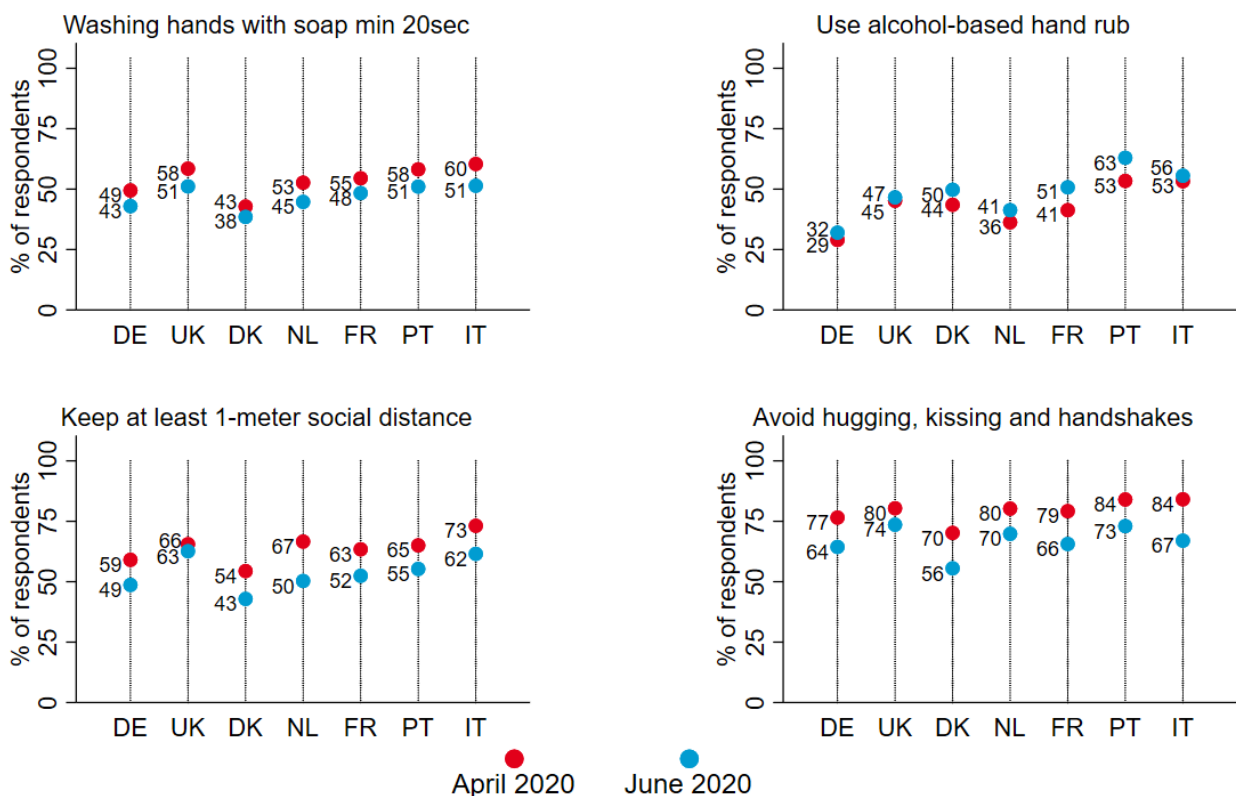 Washing hands with soap min 20sec
% of respondents
100
75
50
25
0
49 58 43 53 55 58 60
43 51 38 45 48 51 51
DE UK DK NL FR PT IT
Use alcohol-based hand rub
% of respondents
100
75
50
25
0
32 47 50 41 51 63 56
29 45 44 36 41 53 53
DE UK DK NL FR PT IT
Keep at least 1-meter social distance
% of respondents
100
75
50
25
0
59 66 54 67 63 65 73
49 63 43 50 52 55 62
DE UK DK NL FR PT IT
Avoid hugging, kissing and handshakes
% of respondents
100
75
50
25
0
77 80 70 80 79 84 84
64 74 56 70 66 73 67
DE UK DK NL FR PT IT
April 2020 June 2020